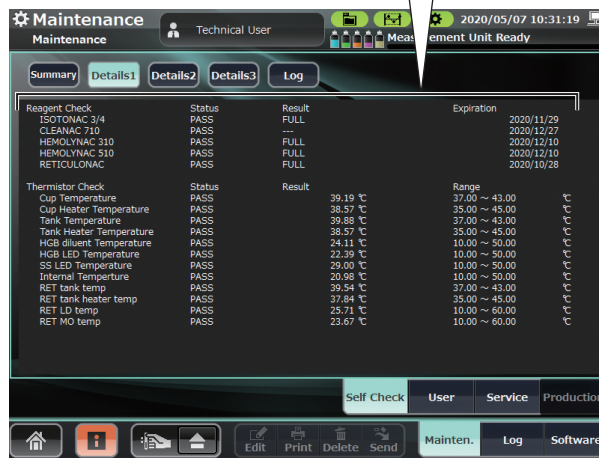 Maintenance
Maintenance
Technical User
2020/05/07 10:31:19
Measurement Unit Ready
Summary Details1 Details2 Details3 Log
Reagent Check Status Result Expiration
ISOTONAC 3/4 PASS FULL 2020/11/29
CLEANAC 710 PASS --- 2020/12/27
HEMOLYNAC 310 PASS FULL 2020/12/10
HEMOLYNAC 510 PASS FULL 2020/12/10
RETICULONAC PASS FULL 2020/10/28
Thermistor Check Status Result Range
Cup Temperature PASS 39.19 ℃ 37.00 ～ 43.00 ℃
Cup Heater Temperature PASS 38.57 ℃ 35.00 ～ 45.00 ℃
Tank Temperature PASS 39.88 ℃ 37.00 ～ 43.00 ℃
Tank Heater Temperature PASS 38.57 ℃ 35.00 ～ 45.00 ℃
HGB diluent Temperature PASS 24.11 ℃ 10.00 ～ 50.00 ℃
HGB LED Temperature PASS 22.39 ℃ 10.00 ～ 50.00 ℃
SS LED Temperature PASS 29.00 ℃ 10.00 ～ 50.00 ℃
Internal Temperture PASS 20.98 ℃ 10.00 ～ 50.00 ℃
RET tank temp PASS 39.54 ℃ 37.00 ～ 43.00 ℃
RET tank heater temp PASS 37.84 ℃ 35.00 ～ 45.00 ℃
RET LD temp PASS 25.71 ℃ 10.00 ～ 60.00 ℃
RET MO temp PASS 23.67 ℃ 10.00 ～ 60.00 ℃
Self Check User Service Production
Edit Print Delete Send Mainten. Log Software